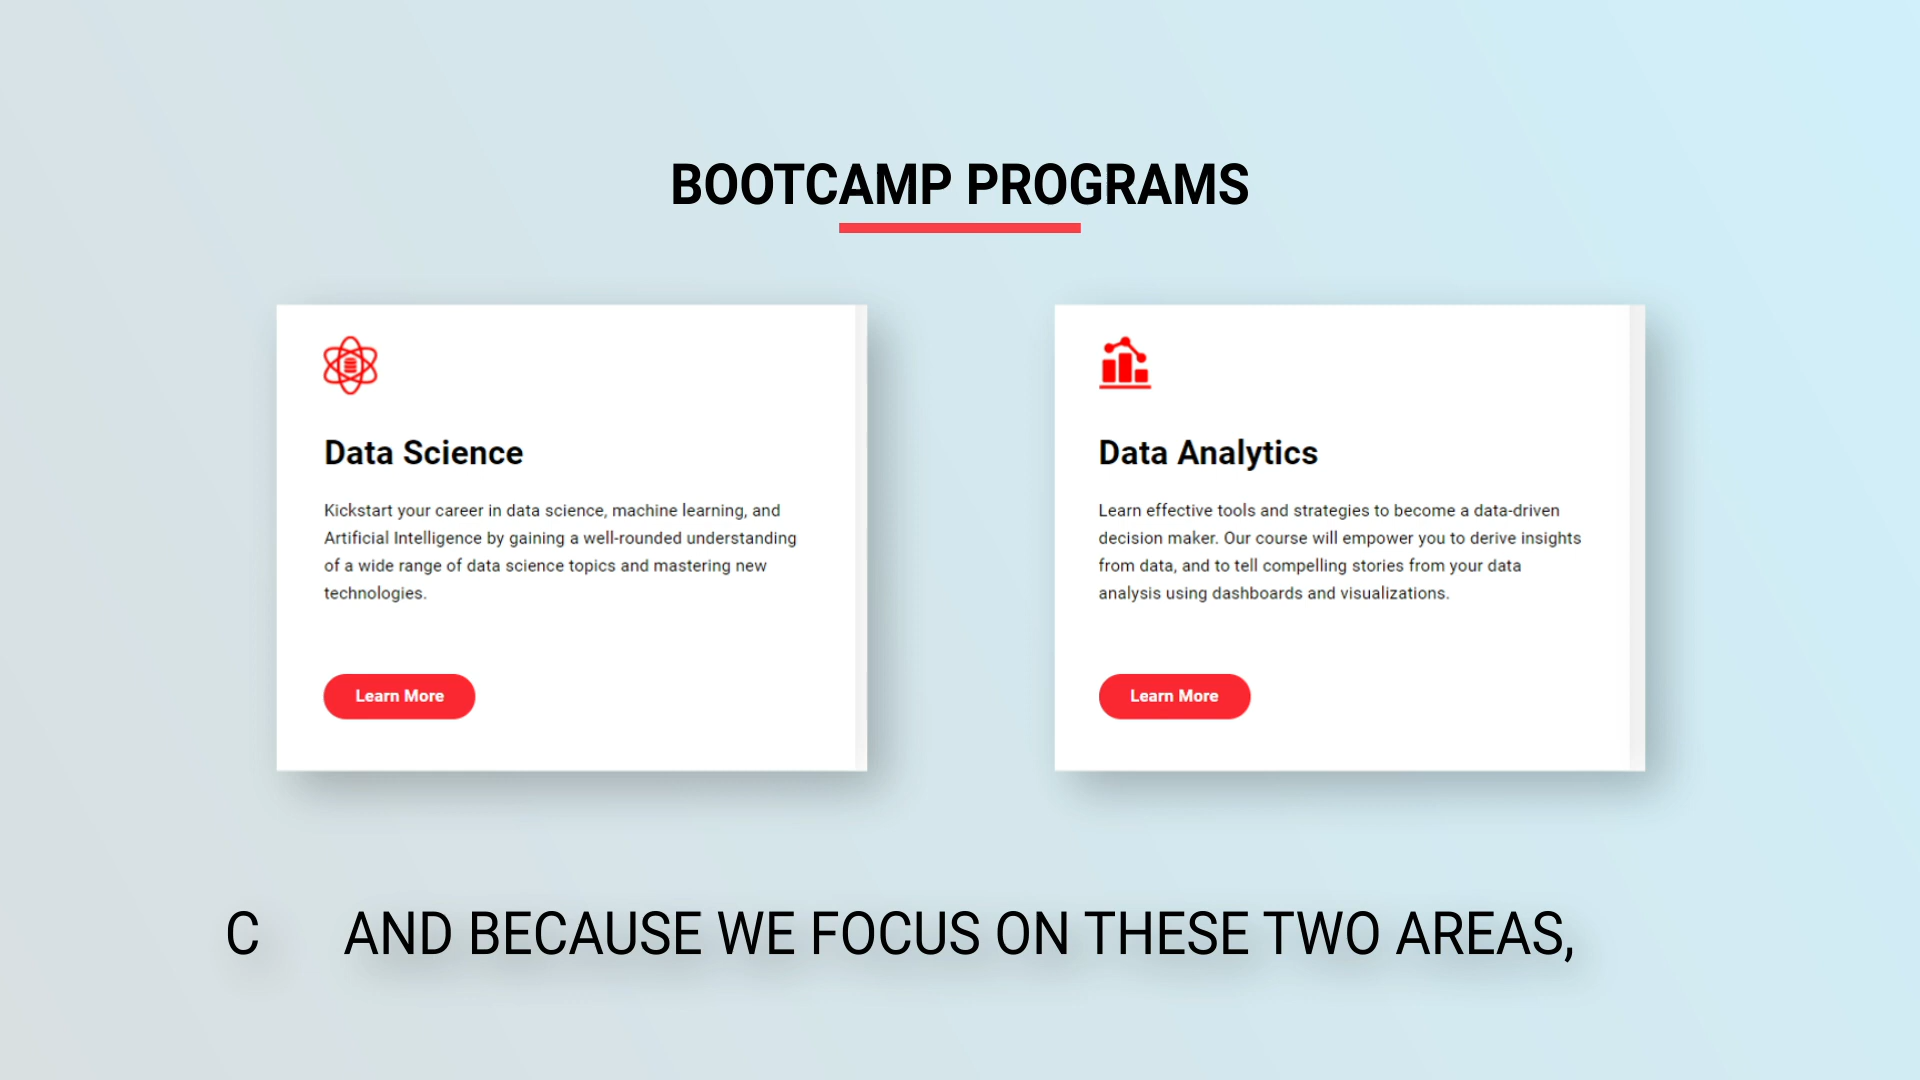 BOOTCAMP PROGRAMS
Data Science
Kickstart your career in data science, machine learning, and
Artificial Intelligence by gaining a well-rounded understanding
of a wide range of data science topics and mastering new
technologies.
Learn More
Data Analytics
Learn effective tools and strategies to become a data-driven
decision maker. Our course will empower you to derive insights
from data, and to tell compelling stories from your data
analysis using dashboards and visualizations.
Learn More
C AND BECAUSE WE FOCUS ON THESE TWO AREAS,